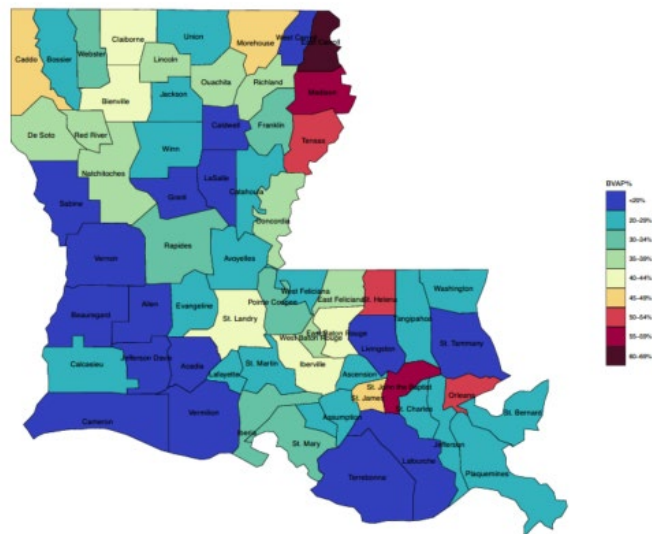 Claiborne
Union
Morehouse
West Carroll
East Carroll
Caddo
Bossier
Webster
Lincoln
Ouachita
Richland
Madison
Bienville
Jackson
De Soto
Red River
Caldwell
Franklin
Tensas
Winn
Natchitoches
LaSalle
Catahoula
Sabine
Grant
Concordia
Vernon
Rapides
Avoyelles
West Feliciana
East Feliciana
St. Helena
Washington
Pointe Coupee
Beauregard
Allen
Evangeline
St. Landry
Tangipahoa
East Baton Rouge
West Baton Rouge
Livingston
St. Tammany
Calcasieu
Jefferson Davis
Acadia
Lafayette
St. Martin
Iberville
Ascension
St. John the Baptist
St. James
St. Charles
Orleans
St. Bernard
Cameron
Vermilion
Iberia
St. Mary
Assumption
Jefferson
Terrebonne
Lafourche
Plaquemines
BVAP%
<20%
20-29%
30-34%
35-39%
40-44%
45-49%
50-54%
55-59%
60-69%